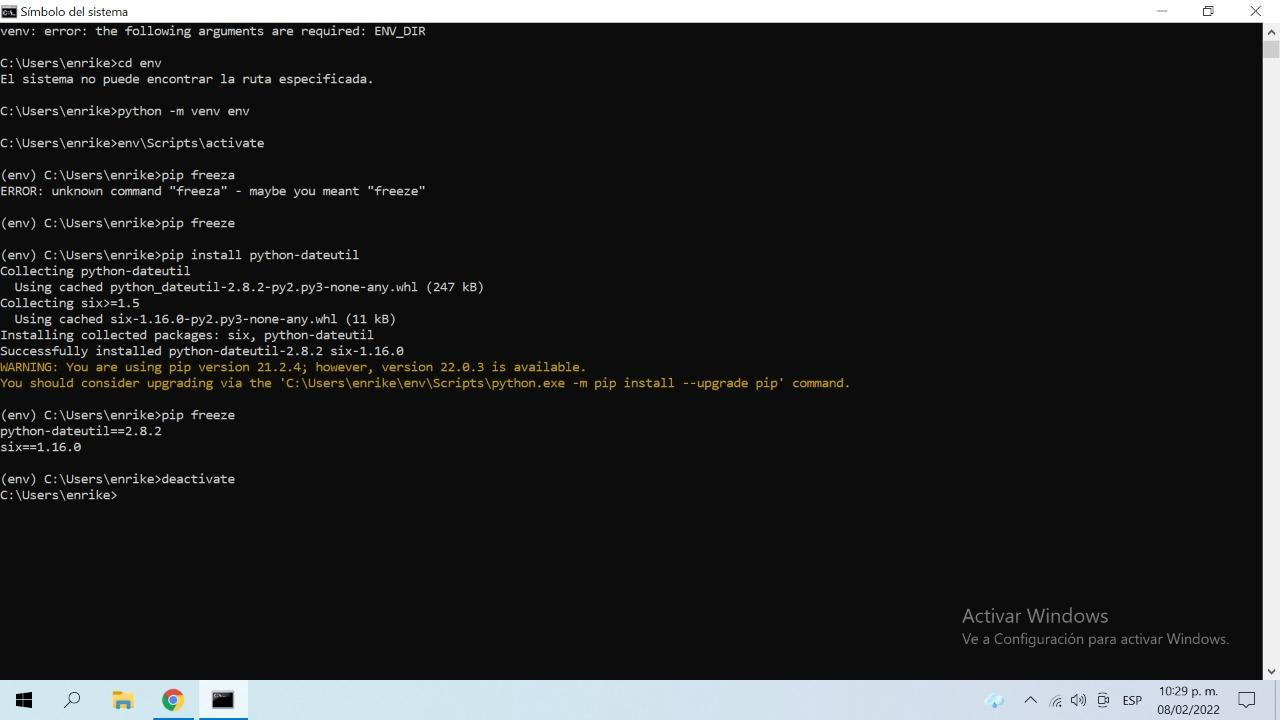 Símbolo del sistema
venv: error: the following arguments are required: ENV_DIR
C:\Users\enrike>cd env
El sistema no puede encontrar la ruta especificada.
C:\Users\enrike>python -m venv env
C:\Users\enrike>env\Scripts\activate
(env) C:\Users\enrike>pip freeza
ERROR: unknown command "freeza" - maybe you meant "freeze"
(env) C:\Users\enrike>pip freeze
(env) C:\Users\enrike>pip install python-dateutil
Collecting python-dateutil
  Using cached python_dateutil-2.8.2-py2.py3-none-any.whl (247 kB)
Collecting six>=1.5
  Using cached six-1.16.0-py2.py3-none-any.whl (11 kB)
Installing collected packages: six, python-dateutil
Successfully installed python-dateutil-2.8.2 six-1.16.0
WARNING: You are using pip version 21.2.4; however, version 22.0.3 is available.
You should consider upgrading via the 'C:\Users\enrike\env\Scripts\python.exe -m pip install --upgrade pip' command.
(env) C:\Users\enrike>pip freeze
python-dateutil==2.8.2
six==1.16.0
(env) C:\Users\enrike>deactivate
C:\Users\enrike>
Activar Windows
Ve a Configuración para activar Windows.
ESP
10:29 p. m.
08/02/2022